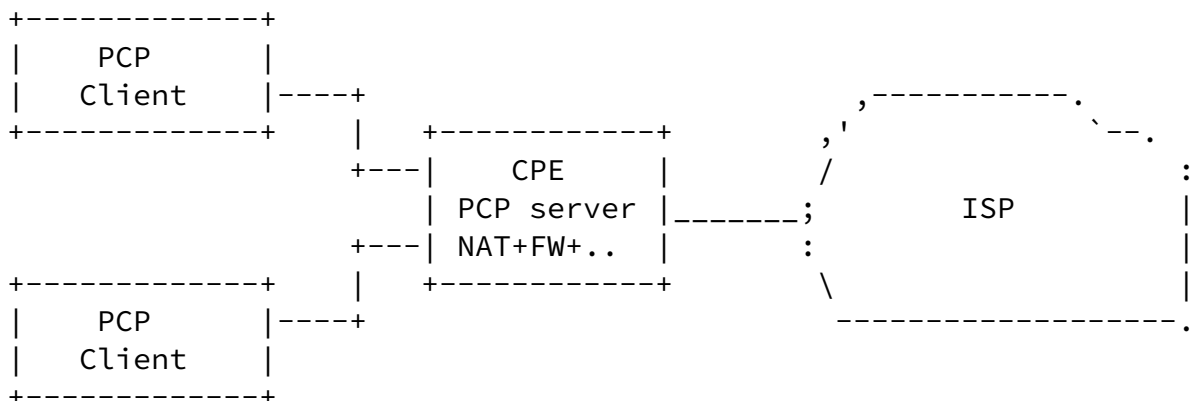 PCP
Client
CPE
PCP server
NAT+FW+..
ISP
PCP
Client